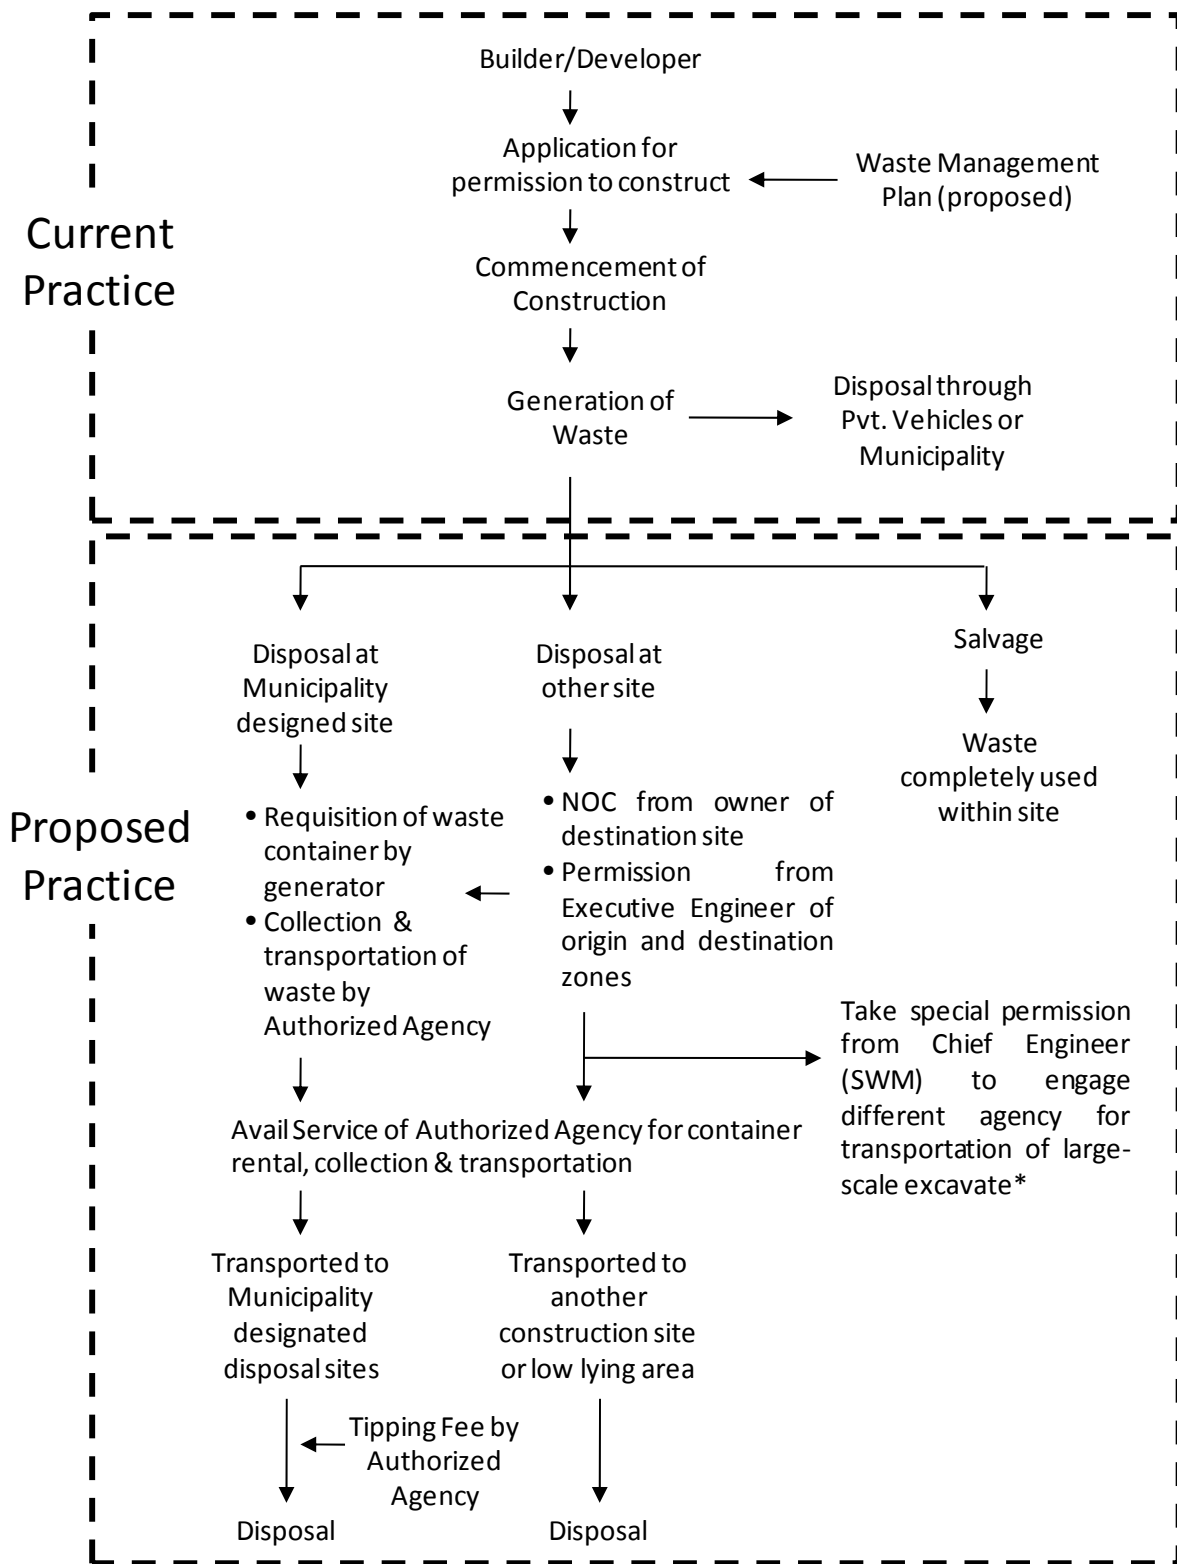 Builder/Developer
Application for
permission to construct
Waste Management
Plan (proposed)
Current
Practice
Commencement of
Construction
Generation of
Waste
Disposal through
Pvt. Vehicles or
Municipality
Disposal at
Municipality
designed site
Disposal at
other site
Salvage
Waste
completely used
within site
Proposed
Practice
• Requisition of waste
container by
generator
• Collection &
transportation of
waste by
Authorized Agency
• NOC from owner of
destination site
• Permission from
Executive Engineer of
origin and destination
zones
Take special permission
from Chief Engineer
(SWM) to engage
different agency for
transportation of large-
scale excavate*
Avail Service of Authorized Agency for container
rental, collection & transportation
Transported to
Municipality
designated
disposal sites
Transported to
another
construction site
or low lying area
Tipping Fee by
Authorized
Agency
Disposal
Disposal